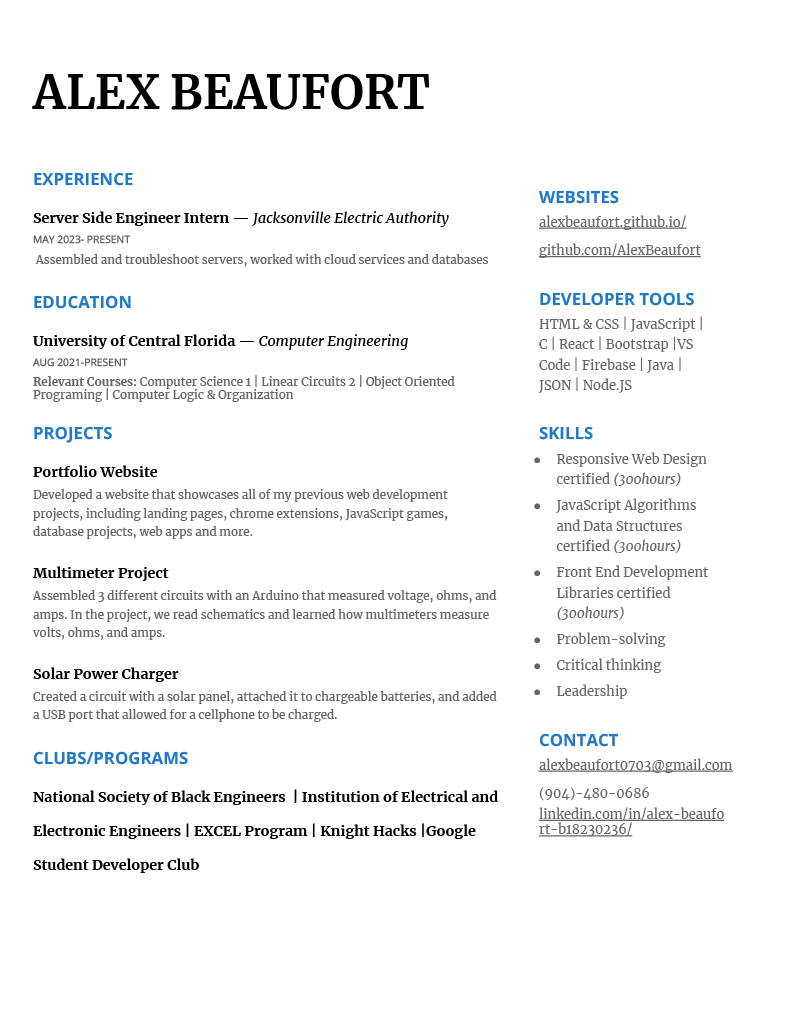 ALEX BEAUFORT
EXPERIENCE
Server Side Engineer Intern — Jacksonville Electric Authority
MAY 2023- PRESENT
Assembled and troubleshoot servers, worked with cloud services and databases
EDUCATION
University of Central Florida — Computer Engineering
AUG 2021-PRESENT
Relevant Courses: Computer Science 1 | Linear Circuits 2 | Object Oriented
Programing | Computer Logic & Organization
PROJECTS
Portfolio Website
Developed a website that showcases all of my previous web development
projects, including landing pages, chrome extensions, JavaScript games,
database projects, web apps and more.
Multimeter Project
Assembled 3 different circuits with an Arduino that measured voltage, ohms, and
amps. In the project, we read schematics and learned how multimeters measure
volts, ohms, and amps.
Solar Power Charger
Created a circuit with a solar panel, attached it to chargeable batteries, and added
a USB port that allowed for a cellphone to be charged.
CLUBS/PROGRAMS
National Society of Black Engineers | Institution of Electrical and
Electronic Engineers | EXCEL Program | Knight Hacks |Google
Student Developer Club
WEBSITES
alexbeaufort.github.io/
github.com/AlexBeaufort
DEVELOPER TOOLS
HTML & CSS | JavaScript |
C | React | Bootstrap |VS
Code | Firebase | Java |
JSON | Node.JS
SKILLS
● Responsive Web Design
certified (300hours)
● JavaScript Algorithms
and Data Structures
certified (300hours)
● Front End Development
Libraries certified
(300hours)
● Problem-solving
● Critical thinking
● Leadership
CONTACT
alexbeaufort0703@gmail.com
(904)-480-0686
linkedin.com/in/alex-beaufo
rt-b18230236/